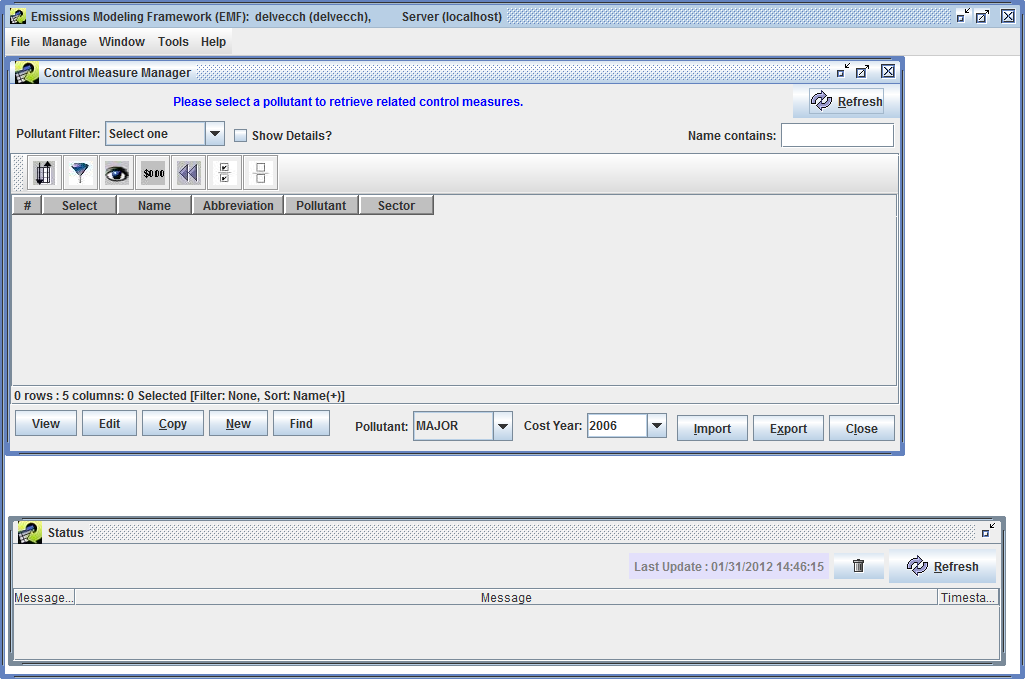 Emissions Modeling Framework (EMF): delvecch (delvecch), Server (localhost)
File Manage Window Tools Help
Control Measure Manager
Please select a pollutant to retrieve related control measures.
Refresh
Pollutant Filter: Select one Show Details? Name contains:
$0.00
# Select Name Abbreviation Pollutant Sector
0 rows : 5 columns: 0 Selected [Filter: None, Sort: Name(+)]
View Edit Copy New Find Pollutant: MAJOR Cost Year: 2006 Import Export Close
Status
Last Update : 01/31/2012 14:46:15 Refresh
Message... Message Timesta...